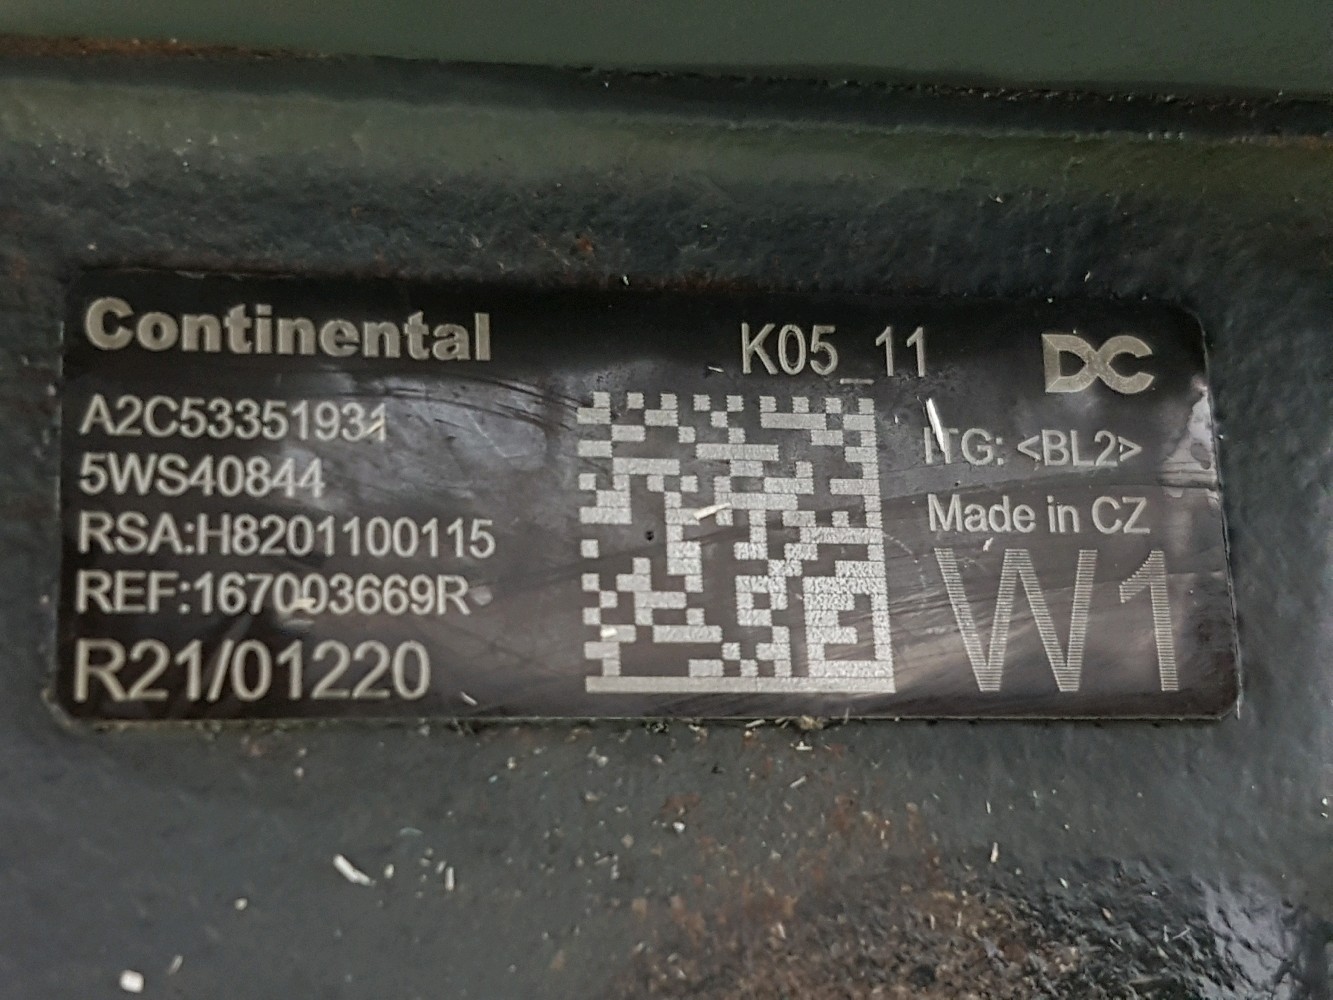 Continental
K05_11
DC
A2C53351931
5WS40844
RSA:H8201100115
REF:167003669R
R21/01220
ITG: <BL2>
Made in CZ
W1